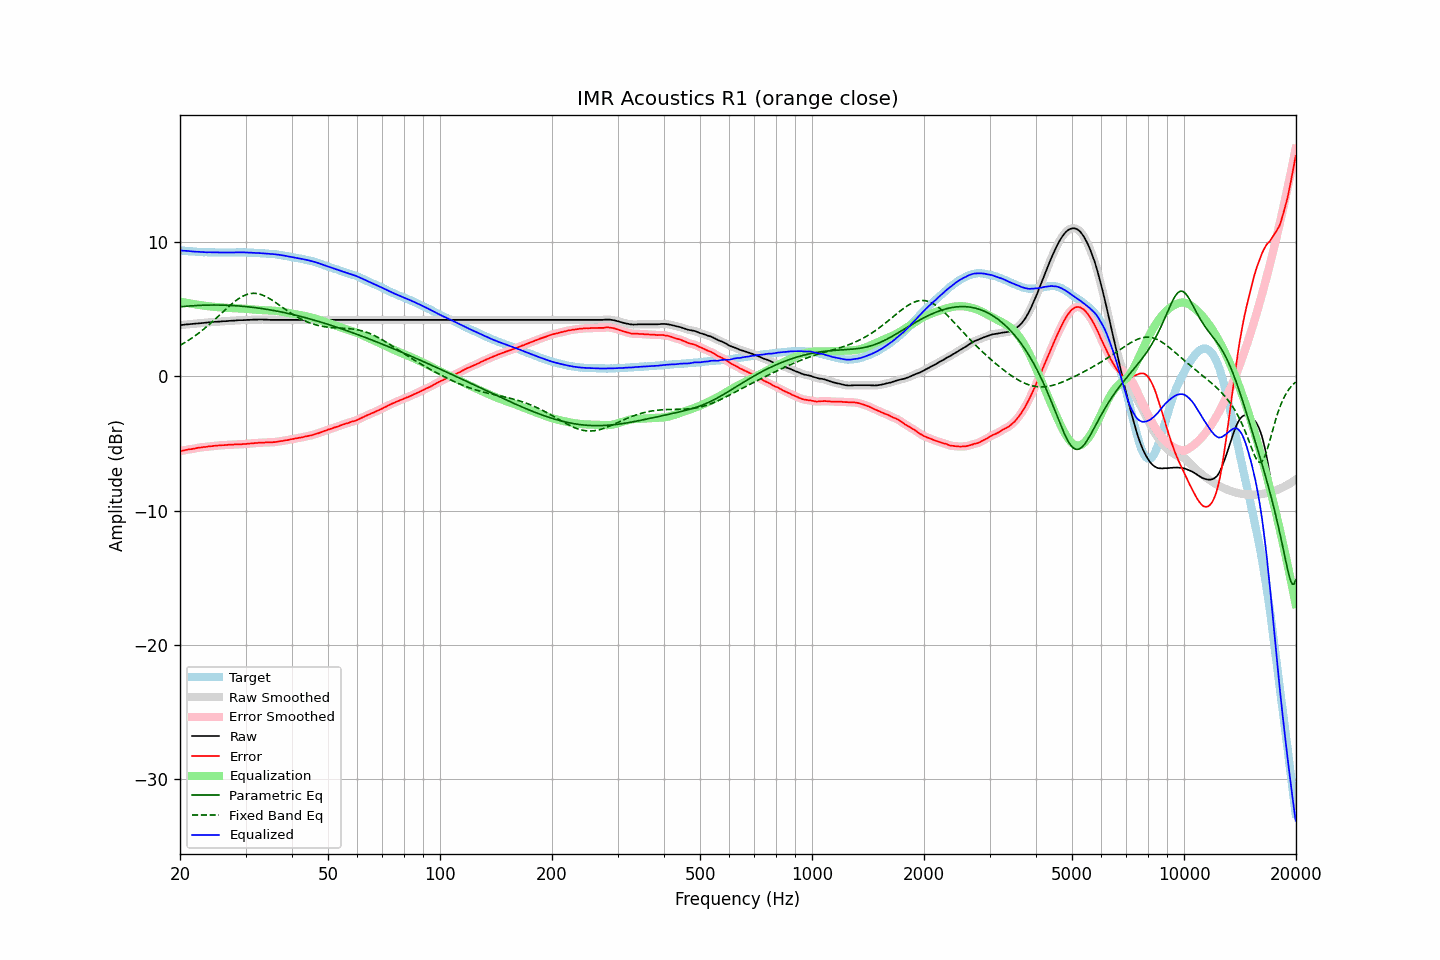 IMR Acoustics R1 (orange close)
Amplitude (dBr)
10
0
−10
−20
−30
Target
Raw Smoothed
Error Smoothed
Raw
Error
Equalization
Parametric Eq
Fixed Band Eq
Equalized
20 50 100 200 500 1000 2000 5000 10000 20000
Frequency (Hz)